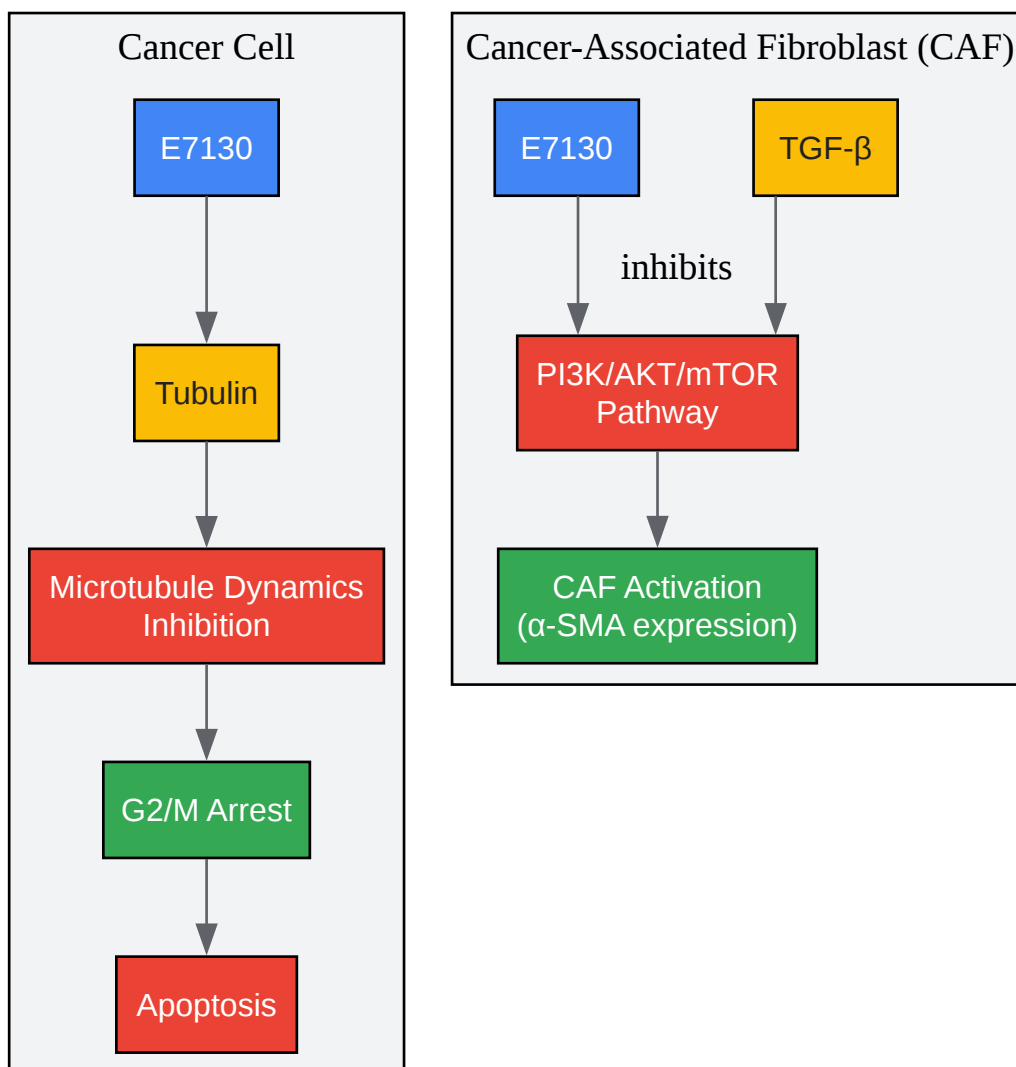 Cancer Cell
E7130
Tubulin
Microtubule Dynamics
Inhibition
G2/M Arrest
Apoptosis
Cancer-Associated Fibroblast (CAF)
E7130
TGF-β
inhibits
PI3K/AKT/mTOR
Pathway
CAF Activation
(α-SMA expression)